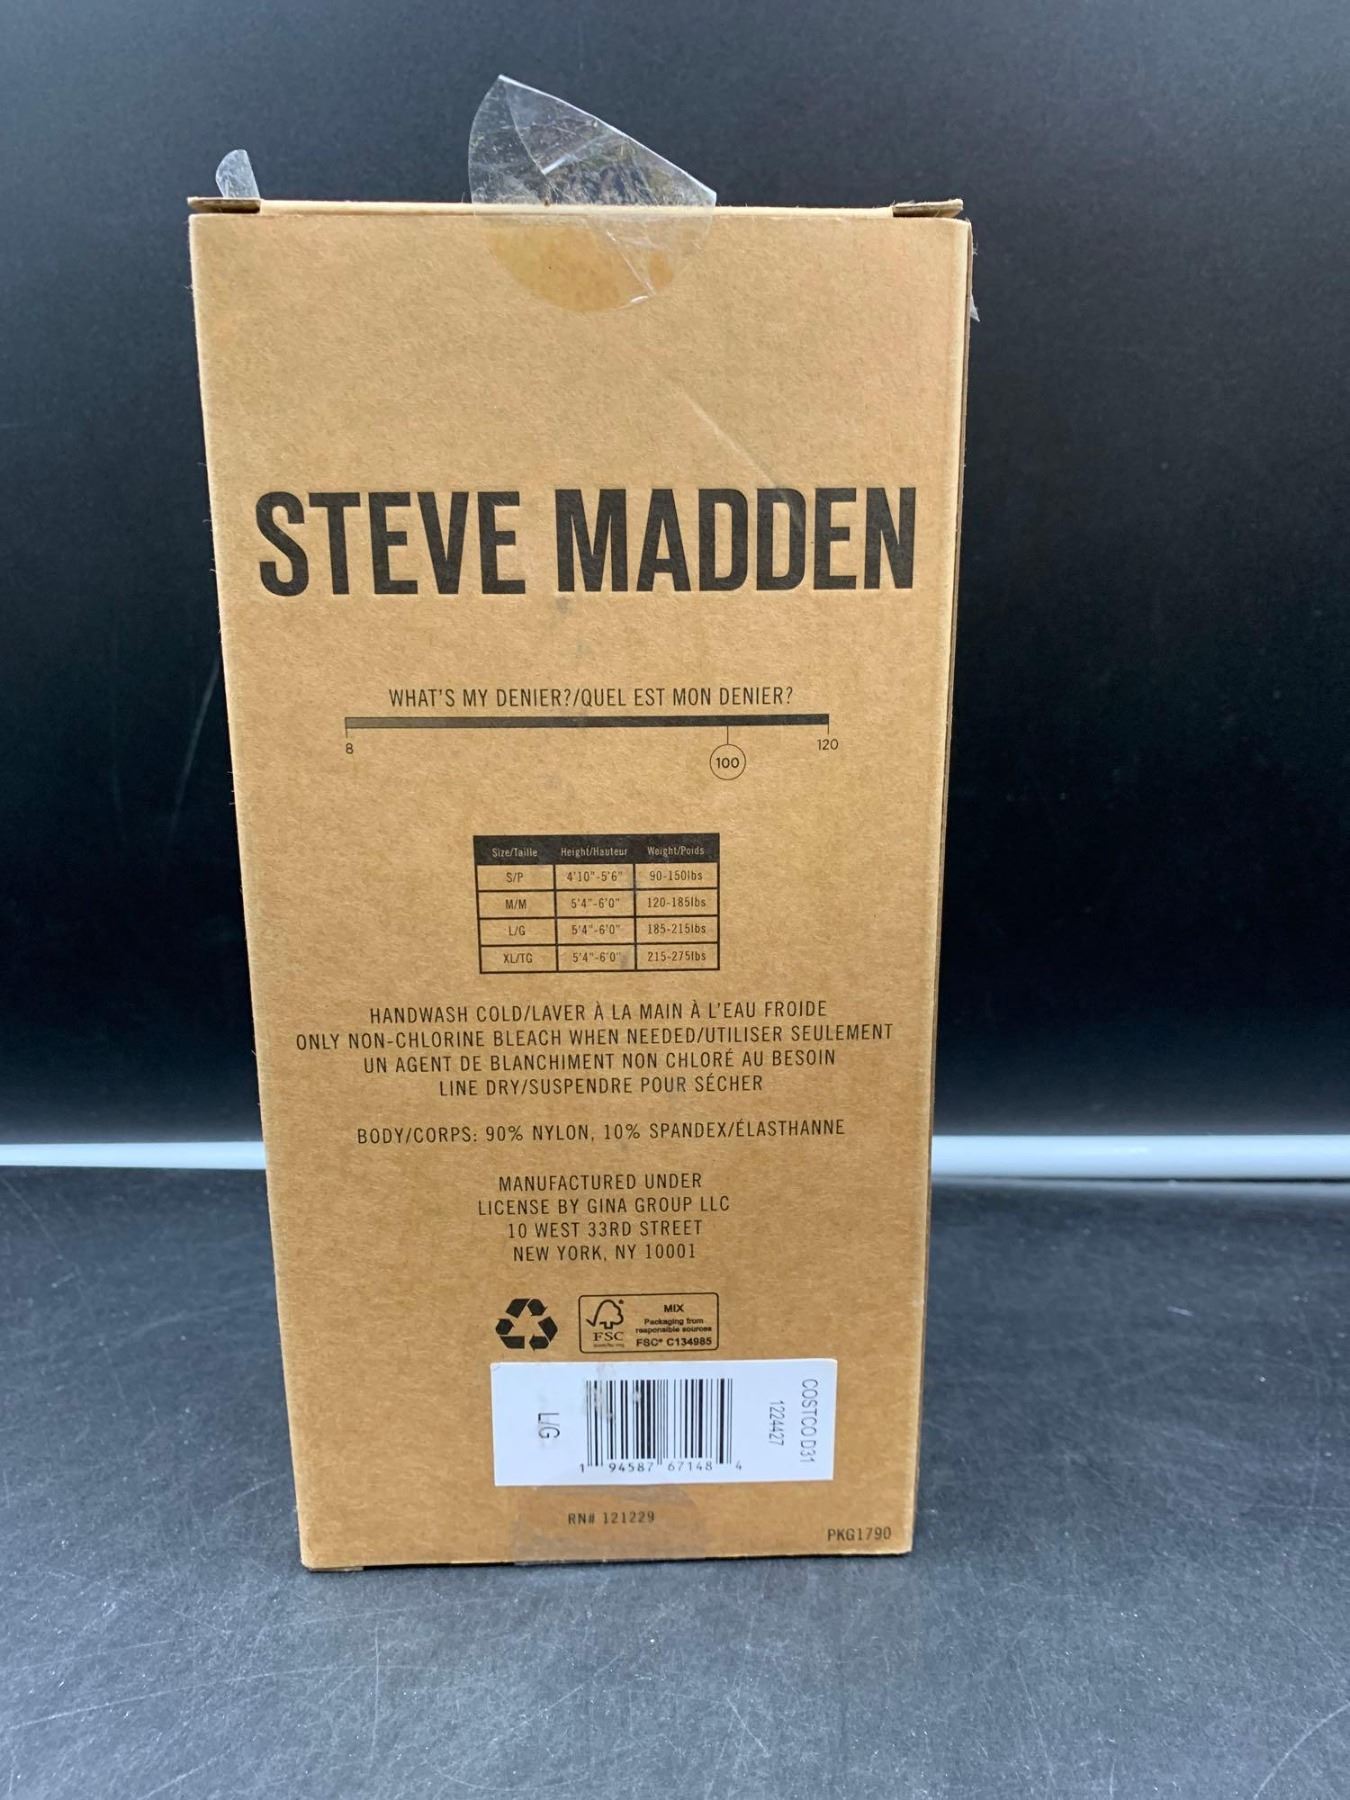 STEVE MADDEN
WHAT'S MY DENIER?/QUEL EST MON DENIER?
8 120
100
Size/Taille Height/Hauteur Weight/Poids
S/P 4'10"-5'6" 90-150lbs
M/M 5'4"-6'0" 120-185lbs
L/G 5'4"-6'0" 185-215lbs
XL/TG 5'4"-6'0" 215-275lbs
HANDWASH COLD/LAVER À LA MAIN À L'EAU FROIDE
ONLY NON-CHLORINE BLEACH WHEN NEEDED/UTILISER SEULEMENT
UN AGENT DE BLANCHIMENT NON CHLORÉ AU BESOIN
LINE DRY/SUSPENDRE POUR SÉCHER
BODY/CORPS: 90% NYLON, 10% SPANDEX/ÉLASTHANNE
MANUFACTURED UNDER
LICENSE BY GINA GROUP LLC
10 WEST 33RD STREET
NEW YORK, NY 10001
FSC
MIX
Packaging from
responsible sources
FSC® C134985
L/G
1 94587 67148 4
1224427
COSTCO D31
RN# 121229
PKG1790